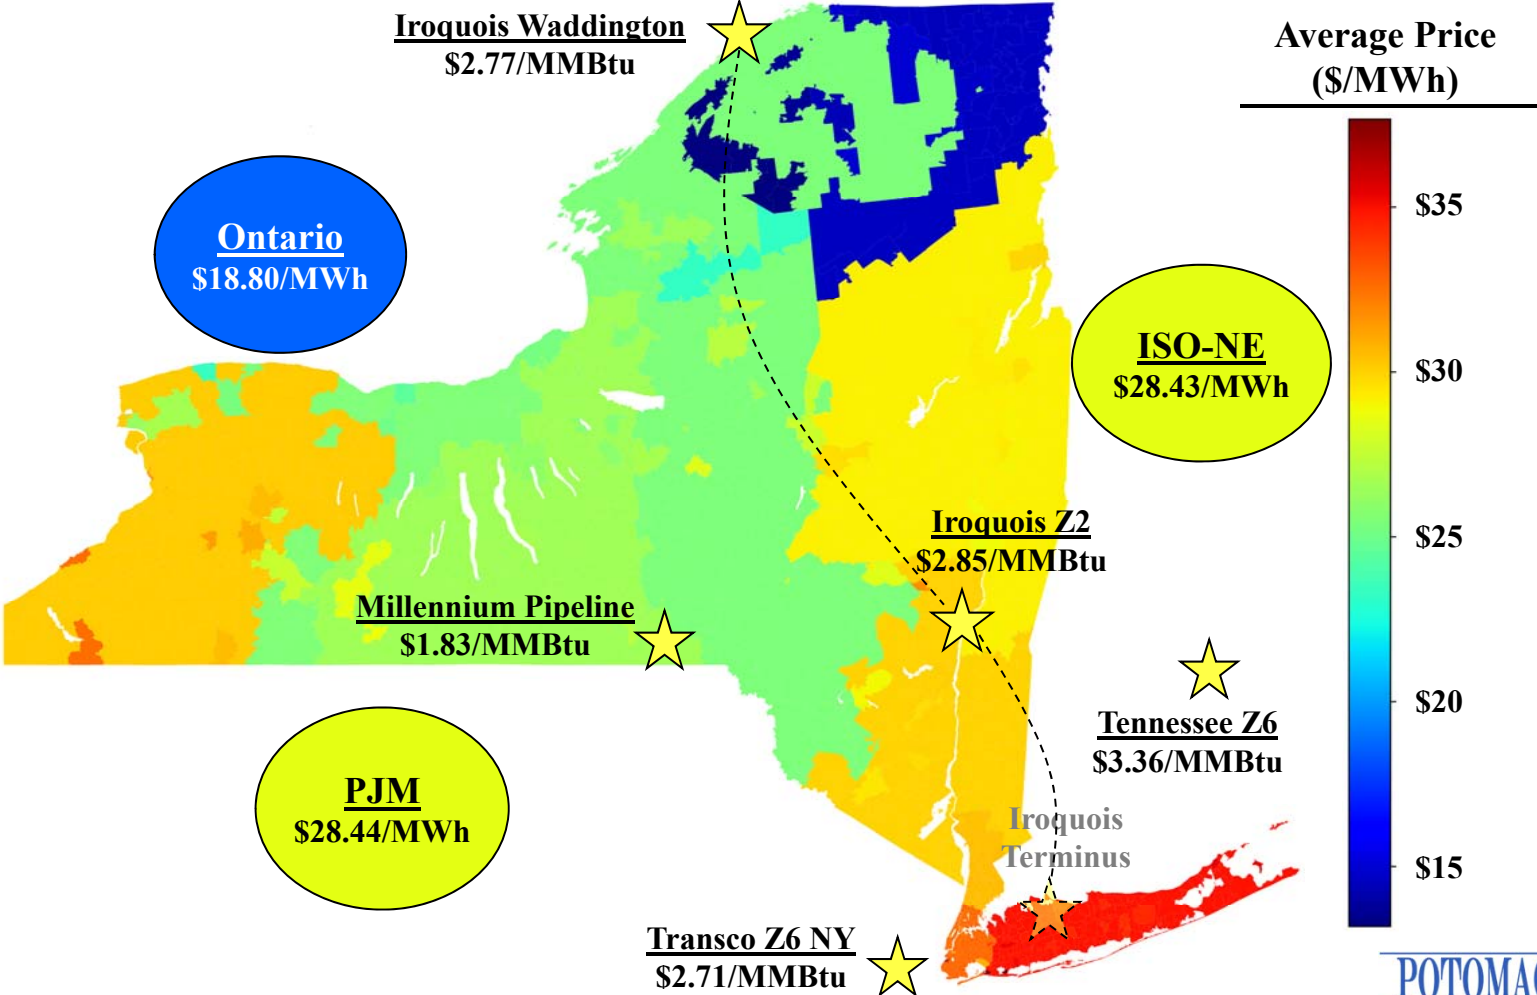 Iroquois Waddington
$2.77/MMBtu
Average Price
($/MWh)
Ontario
$18.80/MWh
$35
ISO-NE
$28.43/MWh
$30
Iroquois Z2
$2.85/MMBtu
$25
Millennium Pipeline
$1.83/MMBtu
$20
Tennessee Z6
$3.36/MMBtu
PJM
$28.44/MWh
Iroquois
Terminus
$15
Transco Z6 NY
$2.71/MMBtu
POTOMAC